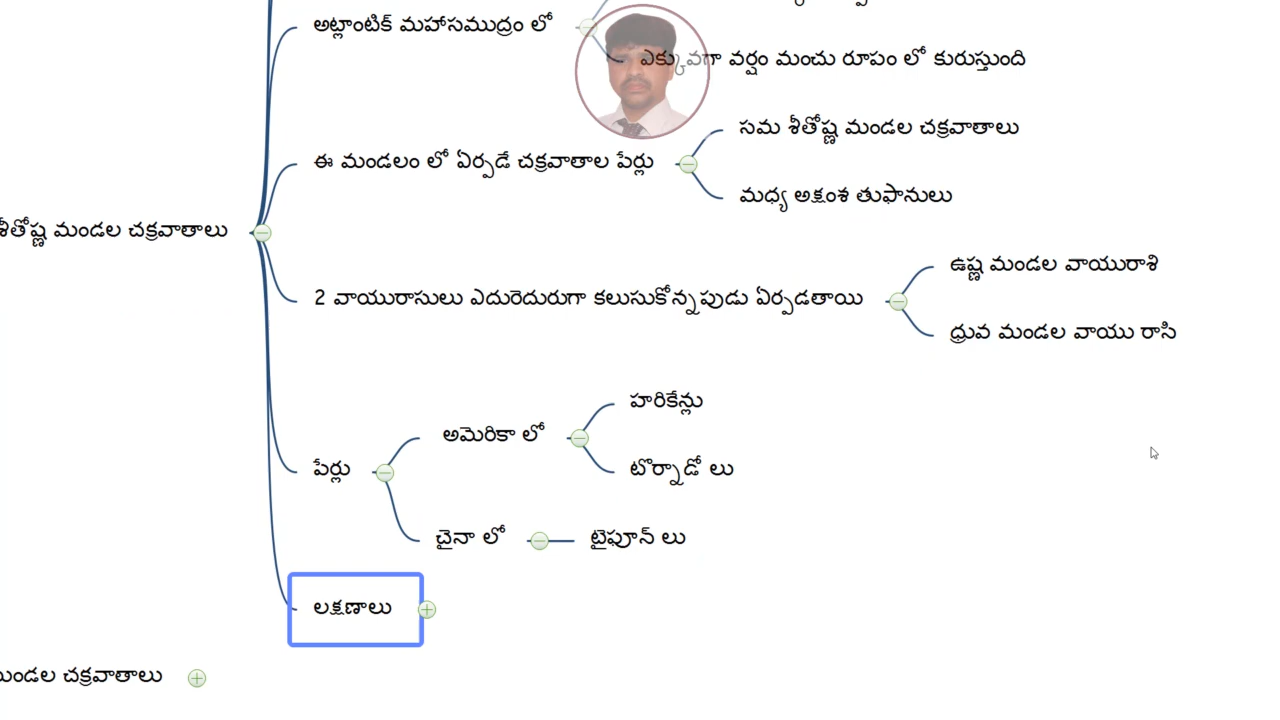 అట్లాంటిక్ మహాసముద్రం లో
ఎక్కువగా వర్షం మంచు రూపం లో కురుస్తుంది
ఈ మండలం లో ఏర్పడే చక్రవాతాల పేర్లు
సమ శీతోష్ణ మండల చక్రవాతాలు
మధ్య అక్షంశ తుఫానులు
శీతోష్ణ మండల చక్రవాతాలు
2 వాయురాసులు ఎదురెదురుగా కలుసుకోన్నపుడు ఏర్పడతాయి
ఉష్ణ మండల వాయురాశి
ధ్రువ మండల వాయు రాసి
పేర్లు
అమెరికా లో
హరికేన్లు
టొర్నాడో లు
చైనా లో
టైఫూన్ లు
లక్షణాలు
చక్రవాతాలు